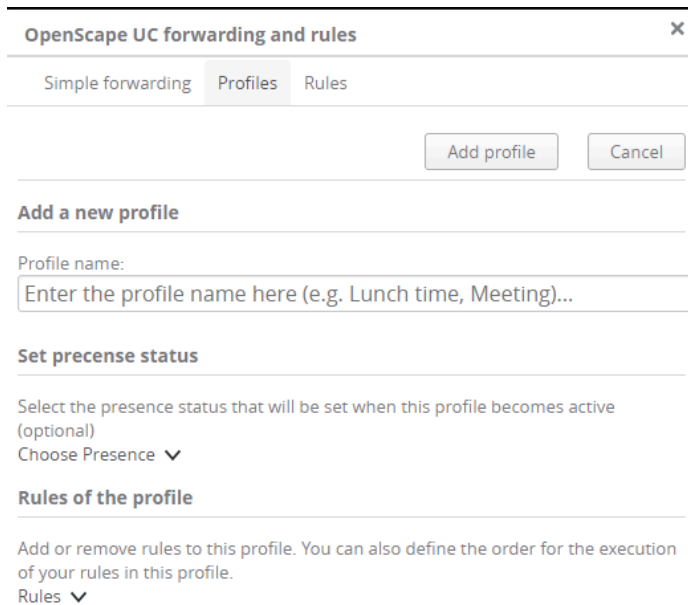 OpenScape UC forwarding and rules
Simple forwarding Profiles Rules
Add profile Cancel
Add a new profile
Profile name:
Enter the profile name here (e.g. Lunch time, Meeting)...
Set precense status
Select the presence status that will be set when this profile becomes active
(optional)
Choose Presence
Rules of the profile
Add or remove rules to this profile. You can also define the order for the execution
of your rules in this profile.
Rules